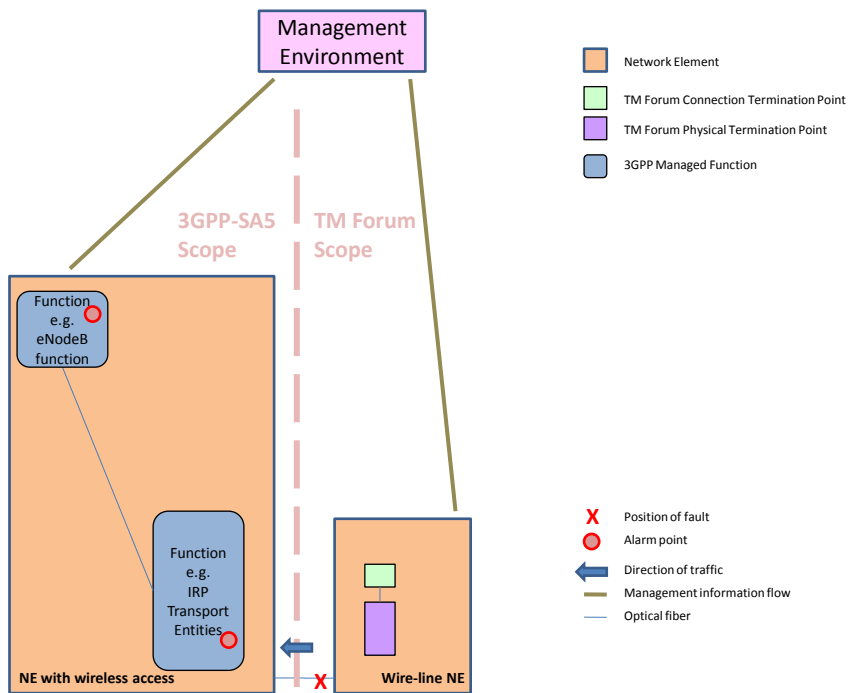 Management
Environment
Network Element
TM Forum Connection Termination Point
TM Forum Physical Termination Point
3GPP Managed Function
3GPP-SA5
Scope
TM Forum
Scope
Function
e.g.
eNodeB
function
Function
e.g.
IRP
Transport
Entities
NE with wireless access
Wire-line NE
X
X
Position of fault
Alarm point
Direction of traffic
Management information flow
Optical fiber